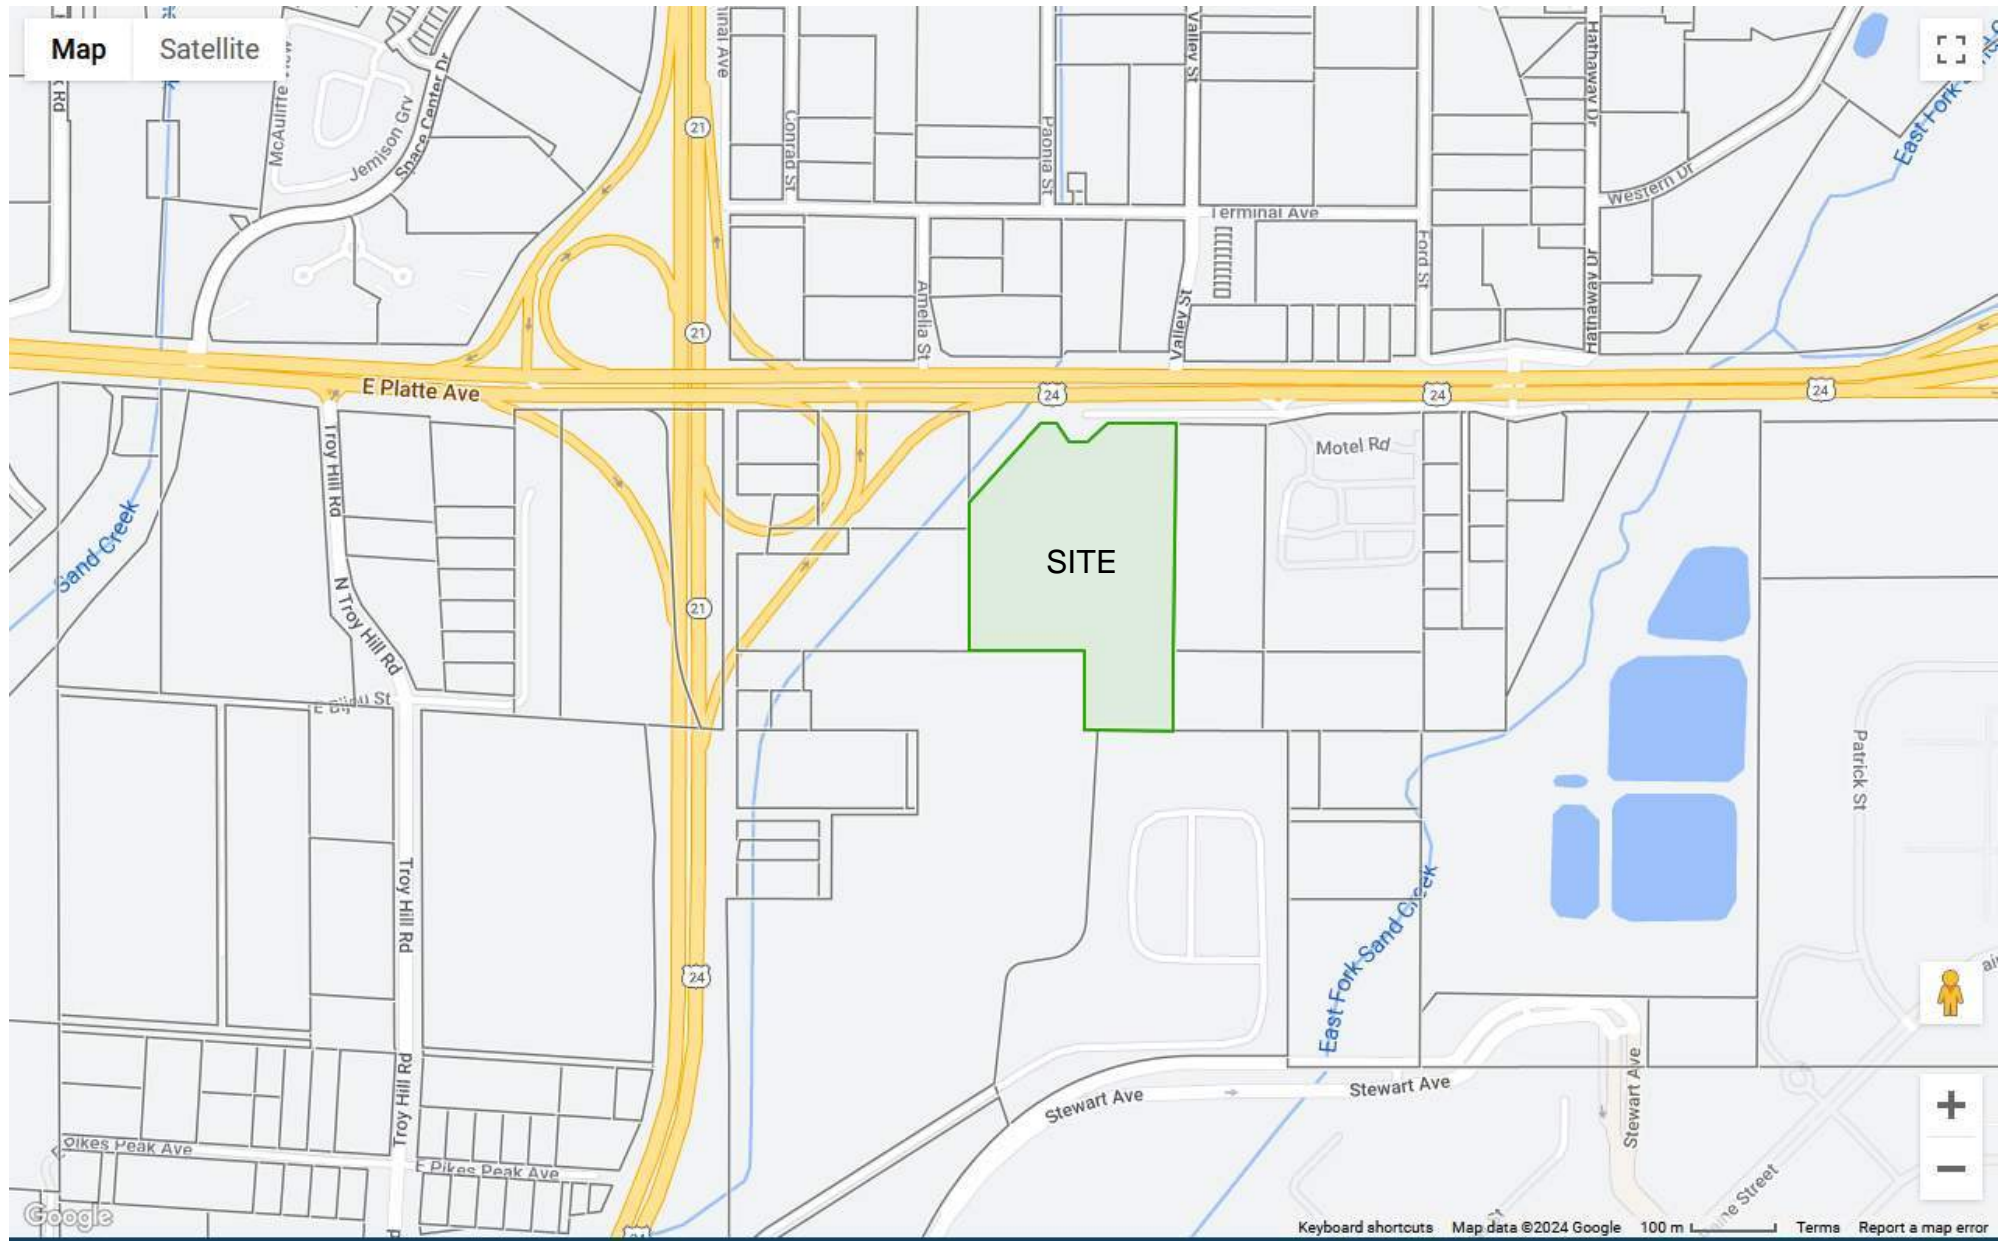 Map
Satellite
McAuliffe View
Jemison Grv
Space Center Dr
21
Conrad St
Paonia St
Valley St
Hathaway Dr
East Fork
Western Dr
Terminal Ave
Ford St
Hathaway Dr
Amelia St
Valley St
21
E Platte Ave
24
24
24
Troy Hill Rd
Motel Rd
Sand Creek
SITE
N Troy Hill Rd
21
E Bijou St
Patrick St
Troy Hill Rd
24
East Fork Sand Creek
Troy Hill Rd
Stewart Ave
Stewart Ave
Stewart Ave
Pikes Peak Ave
E Pikes Peak Ave
Google
Keyboard shortcuts
Map data ©2024 Google
100 m
Terms
Report a map error